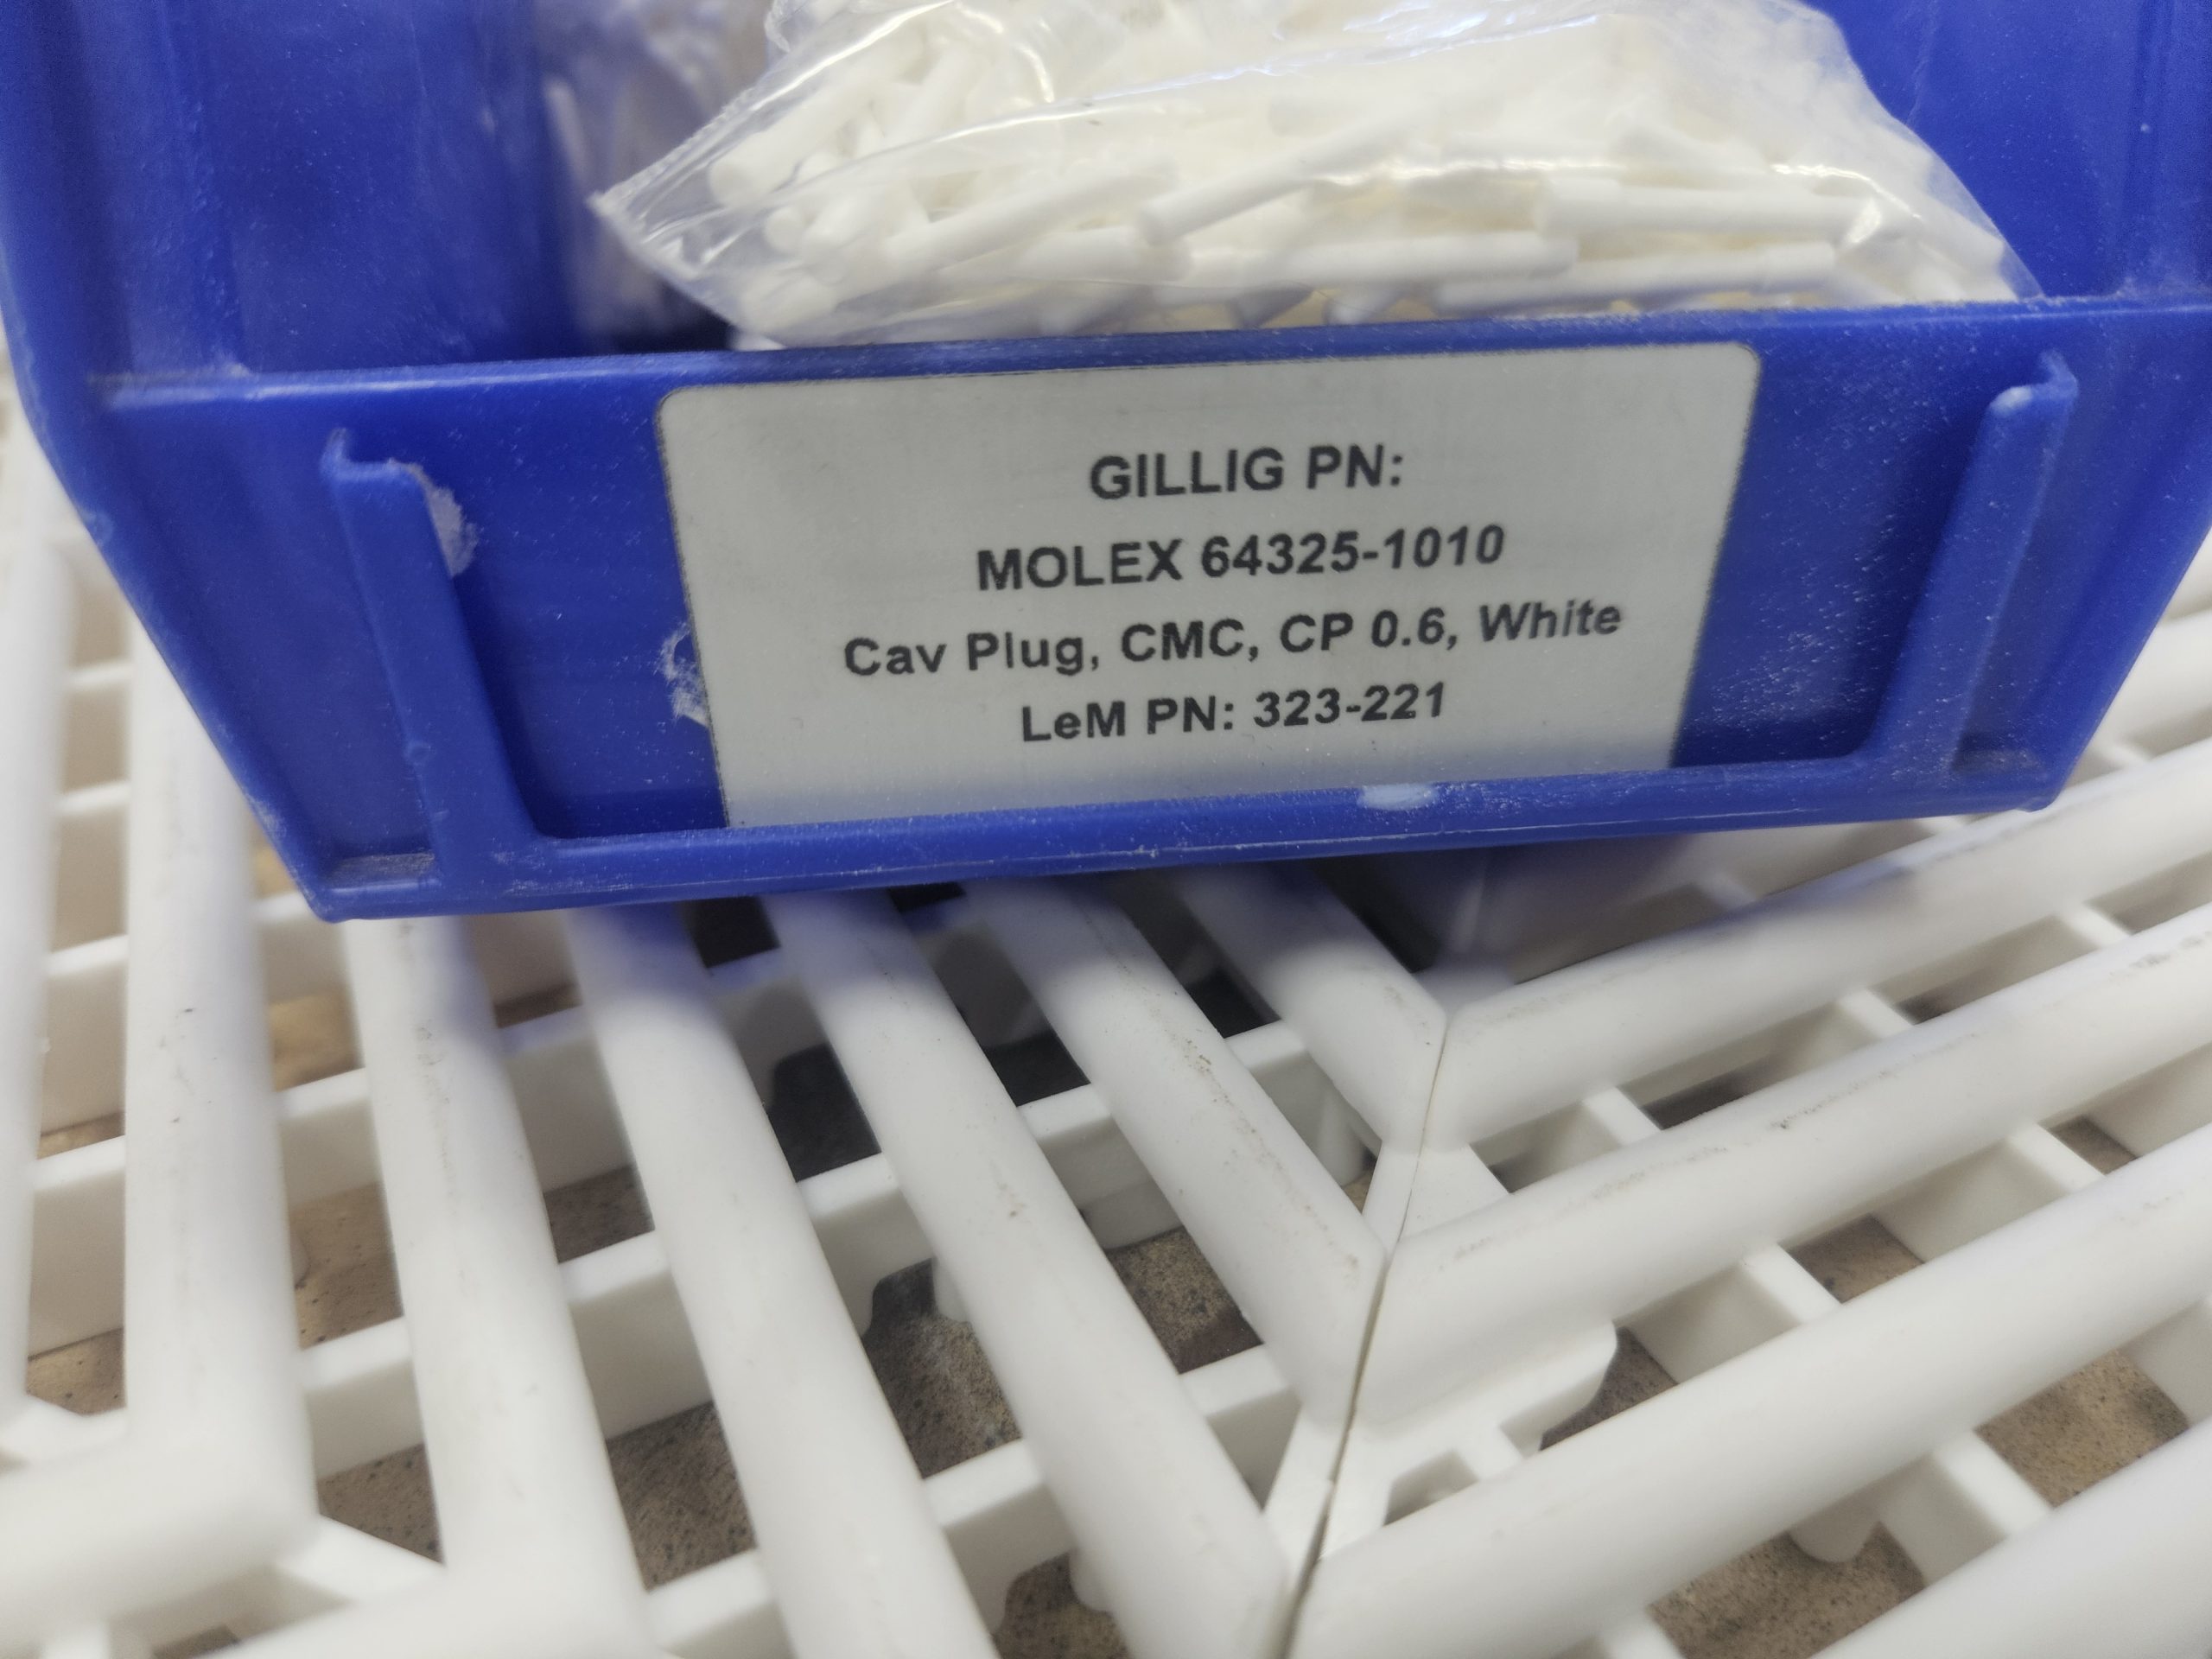 GILLIG PN:
MOLEX 64325-1010
Cav Plug, CMC, CP 0.6, White
LeM PN: 323-221